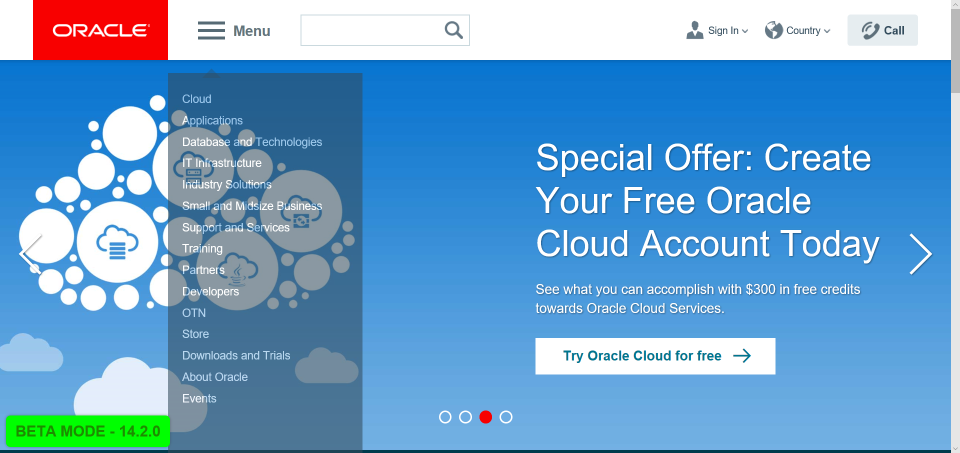 ORACLE
Menu
Sign In
Country
Call
Cloud
Applications
Database and Technologies
IT Infrastructure
Industry Solutions
Small and Midsize Business
Support and Services
Training
Partners
Developers
OTN
Store
Downloads and Trials
About Oracle
Events
Special Offer: Create
Your Free Oracle
Cloud Account Today
See what you can accomplish with $300 in free credits
towards Oracle Cloud Services.
Try Oracle Cloud for free
BETA MODE - 14.2.0